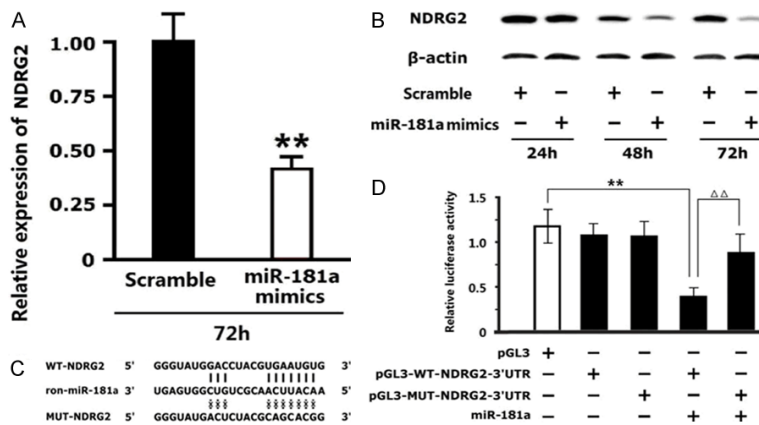 A
Relative expression of NDRG2
1.00
0.75
0.50
0.25
0
**
Scramble
miR-181a
mimics
72h
B
NDRG2
β-actin
Scramble + − + − + −
miR-181a mimics − + − + − +
24h 48h 72h
C
WT-NDRG2 5' GGGUAUGGACCUACGUGAAUGUG 3'
ron-miR-181a 3' UGAGUGGCUGUCGCAACUUACAA 5'
MUT-NDRG2 5' GGGUAUGACUCUACGCAGCACGG 3'
D
Relative luciferase activity
1.5
1.0
0.5
0
**
△△
pGL3 + − − − −
pGL3-WT-NDRG2-3'UTR − + − + −
pGL3-MUT-NDRG2-3'UTR − − + − +
miR-181a − − − + +